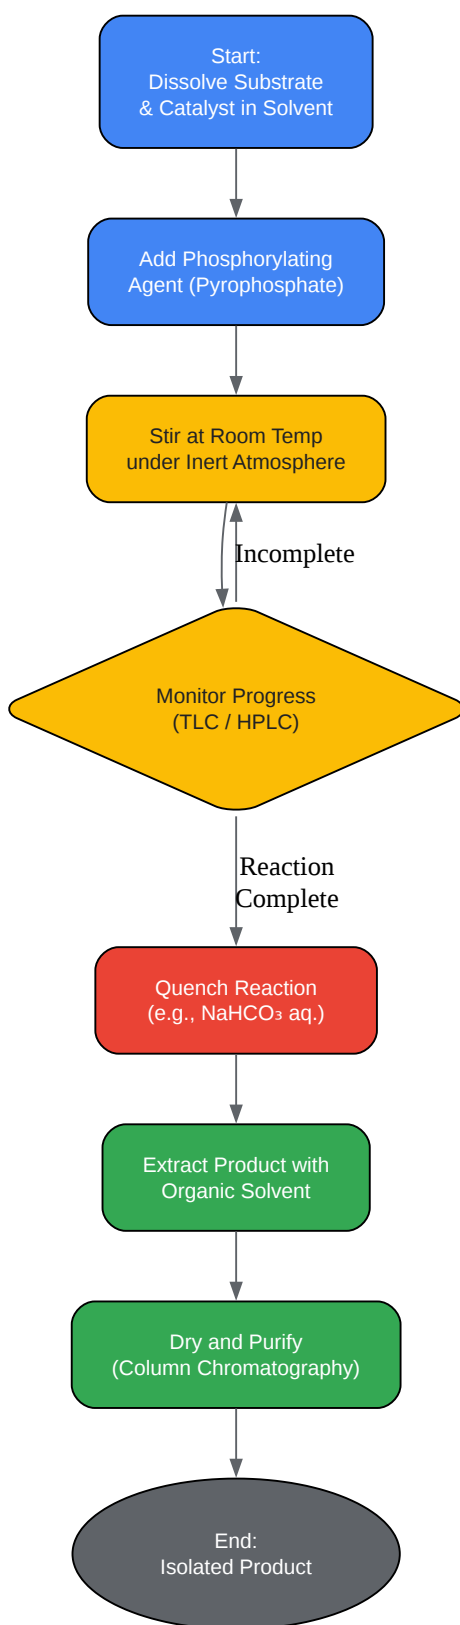 Start:
Dissolve Substrate
& Catalyst in Solvent
Add Phosphorylating
Agent (Pyrophosphate)
Stir at Room Temp
under Inert Atmosphere
Incomplete
Monitor Progress
(TLC / HPLC)
Reaction
Complete
Quench Reaction
(e.g., NaHCO₃ aq.)
Extract Product with
Organic Solvent
Dry and Purify
(Column Chromatography)
End:
Isolated Product